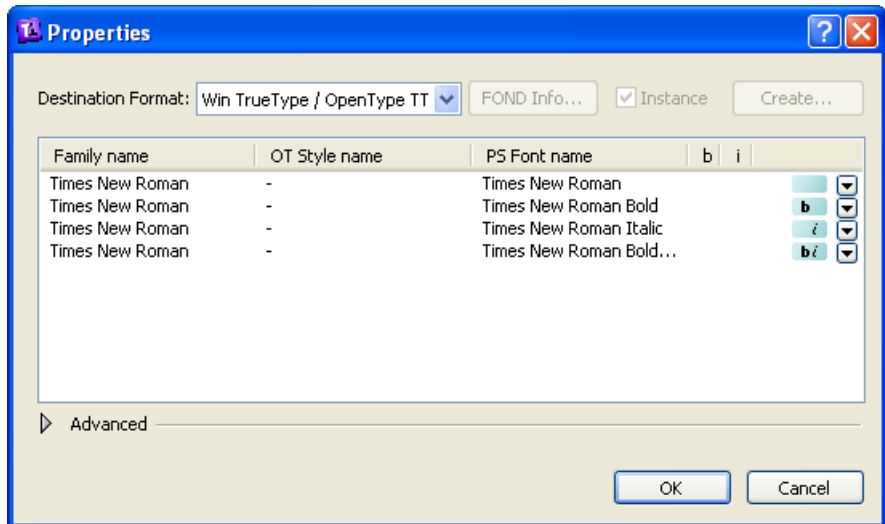 Properties
Destination Format: Win TrueType / OpenType TT FOND Info... Instance Create...
Family name OT Style name PS Font name b i
Times New Roman - Times New Roman
Times New Roman - Times New Roman Bold b
Times New Roman - Times New Roman Italic i
Times New Roman - Times New Roman Bold... bi
Advanced
OK Cancel